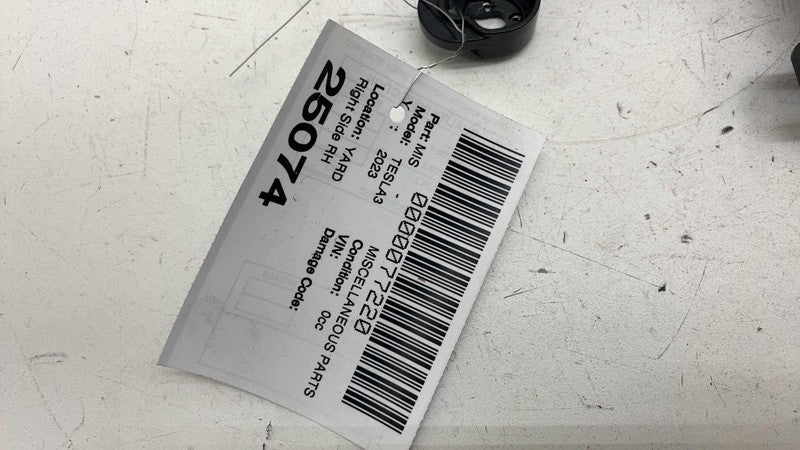 0000077220
Part: MIS - MISCELLANEOUS PARTS
Model: TESLA3 Condition: 0cc
Y : 2023 VIN:
Location: YARD Damage Code:
Right Side RH
25074